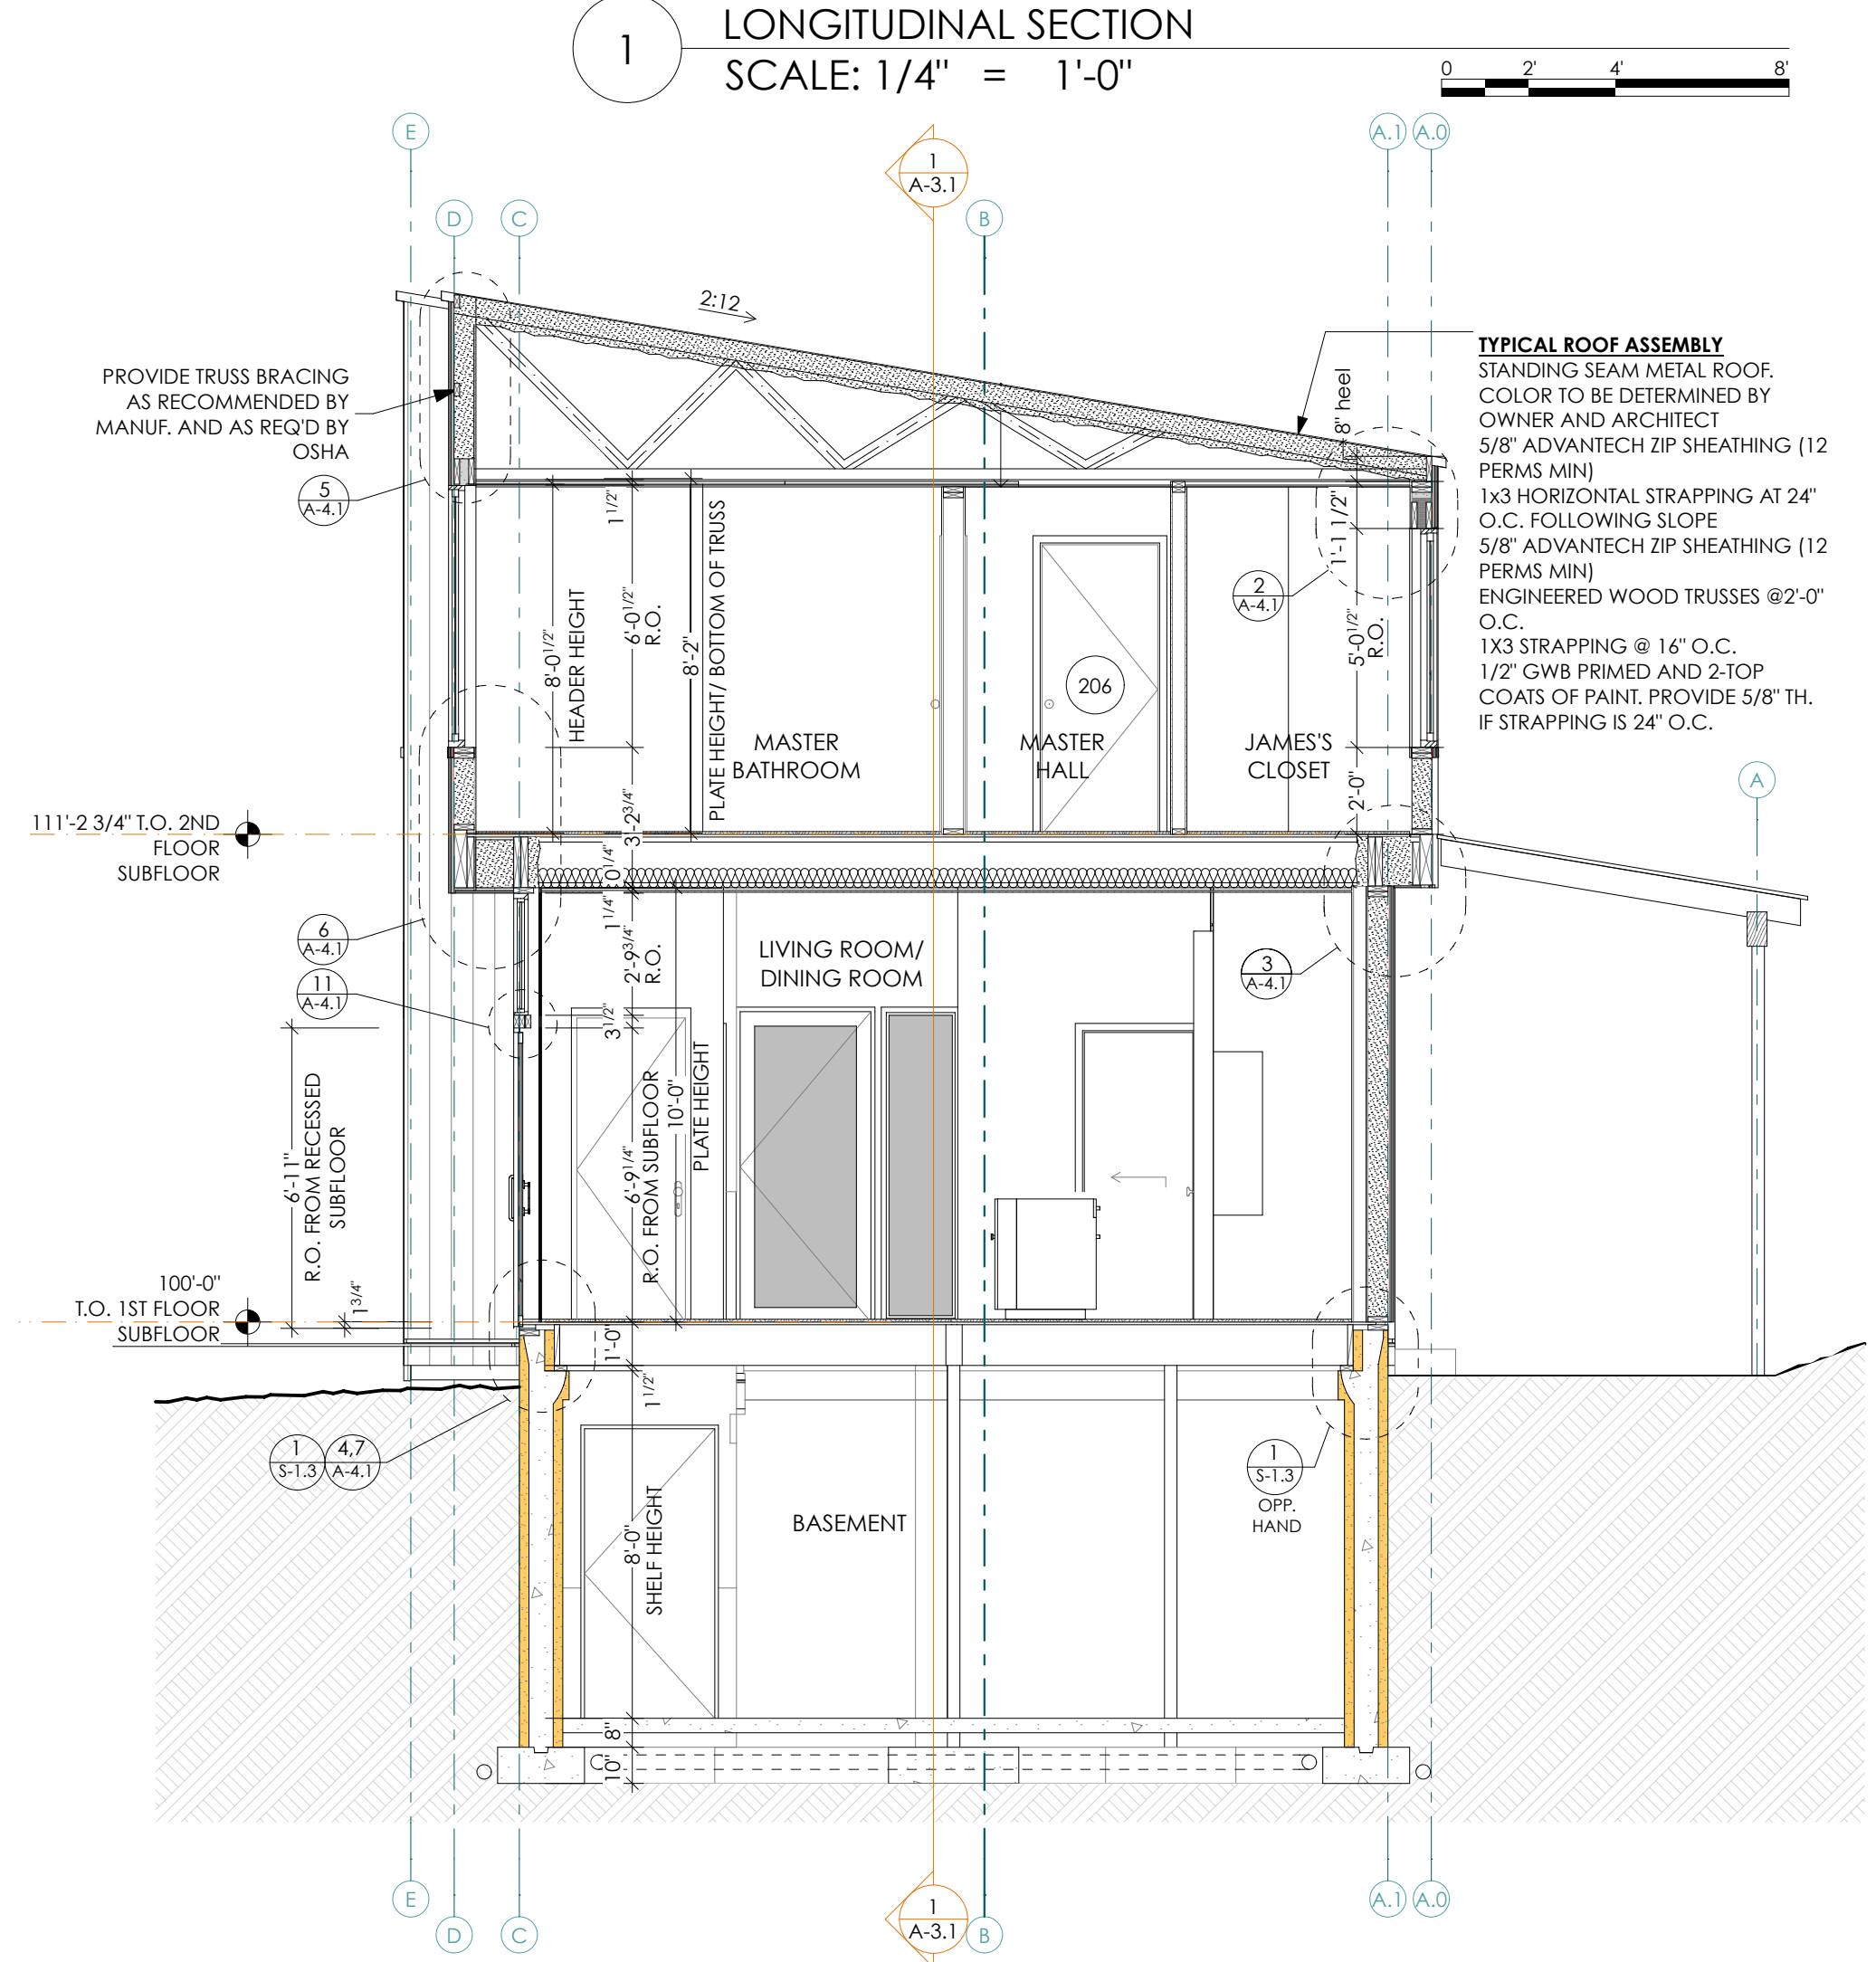 1
LONGITUDINAL SECTION
SCALE: 1/4" = 1'-0"
0 2' 4' 8'
E
A.1
A.0
1
A-3.1
D
C
B
2:12
PROVIDE TRUSS BRACING
AS RECOMMENDED BY
MANUF. AND AS REQ'D BY
OSHA
5
A-4.1
8" heel
TYPICAL ROOF ASSEMBLY
STANDING SEAM METAL ROOF.
COLOR TO BE DETERMINED BY
OWNER AND ARCHITECT
5/8" ADVANTECH ZIP SHEATHING (12
PERMS MIN)
1x3 HORIZONTAL STRAPPING AT 24"
O.C. FOLLOWING SLOPE
5/8" ADVANTECH ZIP SHEATHING (12
PERMS MIN)
ENGINEERED WOOD TRUSSES @2'-0"
O.C.
1X3 STRAPPING @ 16" O.C.
1/2" GWB PRIMED AND 2-TOP
COATS OF PAINT. PROVIDE 5/8" TH.
IF STRAPPING IS 24" O.C.
1 1/2"
8'-0 1/2"
HEADER HEIGHT
6'-0 1/2"
R.O.
8'-2"
PLATE HEIGHT/ BOTTOM OF TRUSS
1'-1 1/2"
2
A-4.1
5'-0 1/2"
R.O.
206
MASTER
BATHROOM
MASTER
HALL
JAMES'S
CLOSET
2'-0"
A
3'-2 3/4"
111'-2 3/4" T.O. 2ND
FLOOR
SUBFLOOR
10 1/4"
1 1/4"
6
A-4.1
11
A-4.1
2'-9 3/4"
R.O.
LIVING ROOM/
DINING ROOM
3
A-4.1
3 1/2"
6'-11"
R.O. FROM RECESSED
SUBFLOOR
6'-9 1/4"
R.O. FROM SUBFLOOR
10'-0"
PLATE HEIGHT
1 3/4"
100'-0"
T.O. 1ST FLOOR
SUBFLOOR
1'-0"
1 1/2"
1
S-1.3
4,7
A-4.1
1
S-1.3
OPP.
HAND
8'-0"
SHELF HEIGHT
BASEMENT
8"
10"
E
A.1
A.0
1
A-3.1
D
C
B